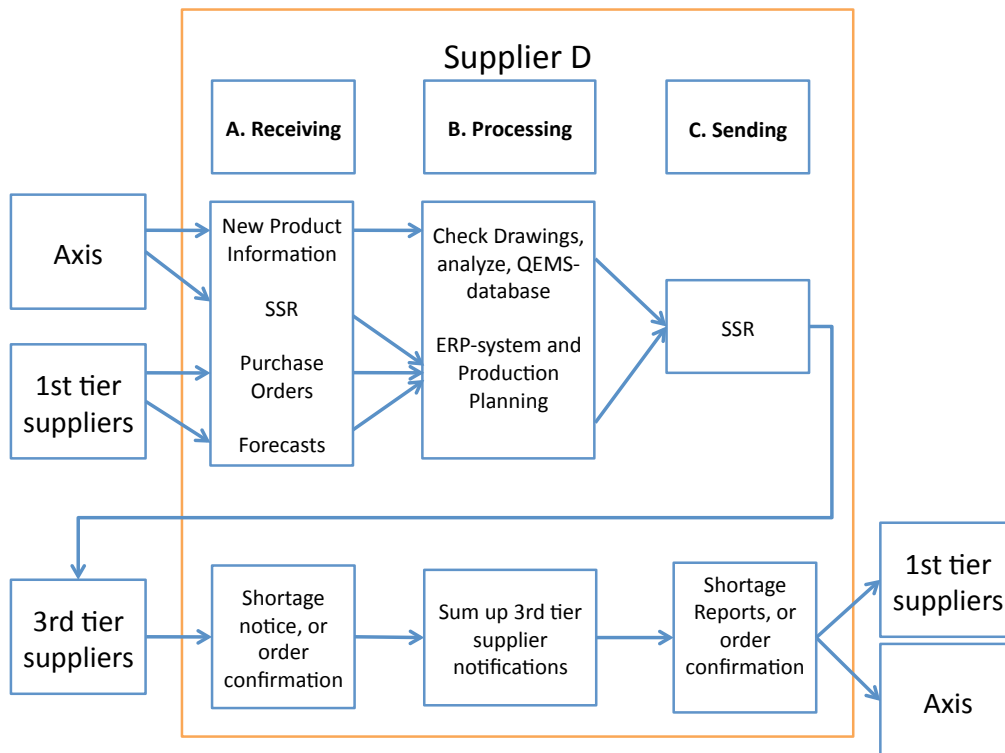 Supplier D
A. Receiving
B. Processing
C. Sending
Axis
1st tier
suppliers
New Product
Information
SSR
Purchase
Orders
Forecasts
Check Drawings,
analyze, QEMS-
database
ERP-system and
Production
Planning
SSR
3rd tier
suppliers
Shortage
notice, or
order
confirmation
Sum up 3rd tier
supplier
notifications
Shortage
Reports, or
order
confirmation
1st tier
suppliers
Axis